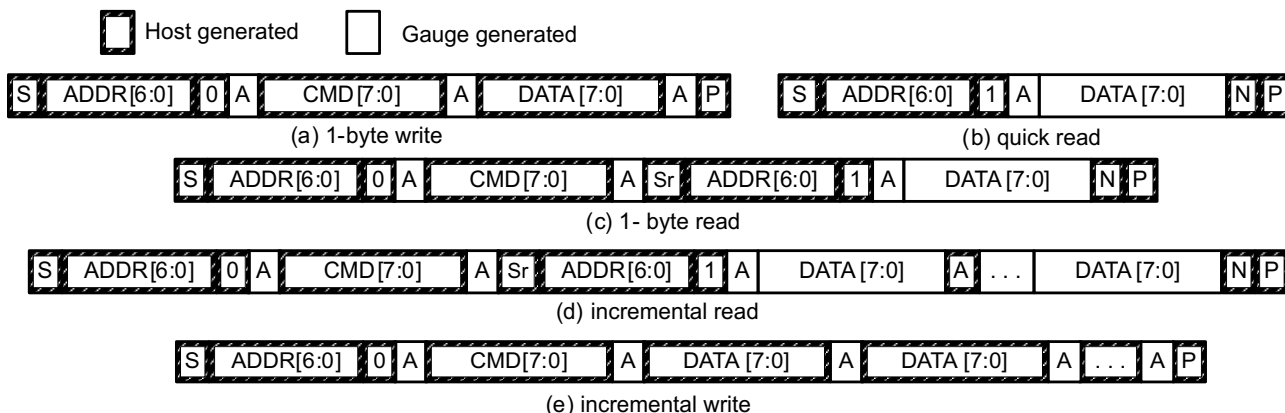 Host generated Gauge generated
S ADDR[6:0] 0 A CMD[7:0] A DATA[7:0] A P
(a) 1-byte write
S ADDR[6:0] 1 A DATA[7:0] N P
(b) quick read
S ADDR[6:0] 0 A CMD[7:0] A Sr ADDR[6:0] 1 A DATA[7:0] N P
(c) 1- byte read
S ADDR[6:0] 0 A CMD[7:0] A Sr ADDR[6:0] 1 A DATA[7:0] A . . . DATA[7:0] N P
(d) incremental read
S ADDR[6:0] 0 A CMD[7:0] A DATA[7:0] A DATA[7:0] A . . . A P
(e) incremental write